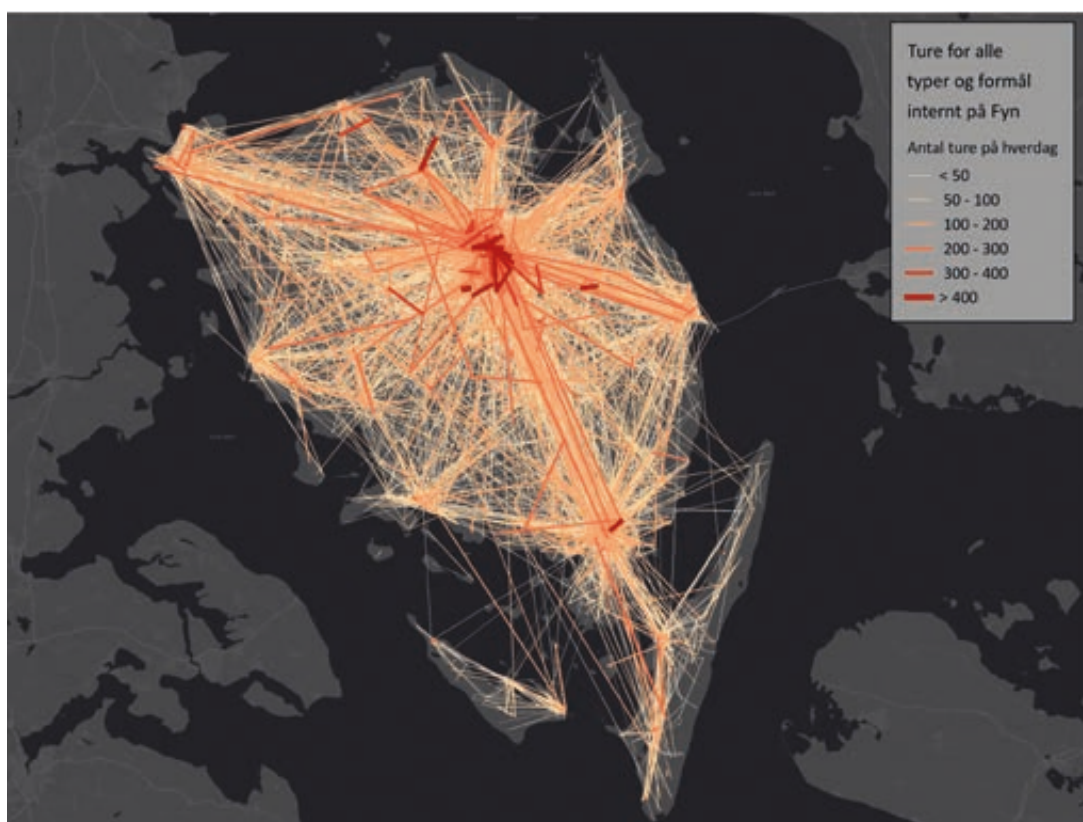 Ture for alle
typer og formål
internt på Fyn
Antal ture på hverdag
< 50
50 - 100
100 - 200
200 - 300
300 - 400
> 400